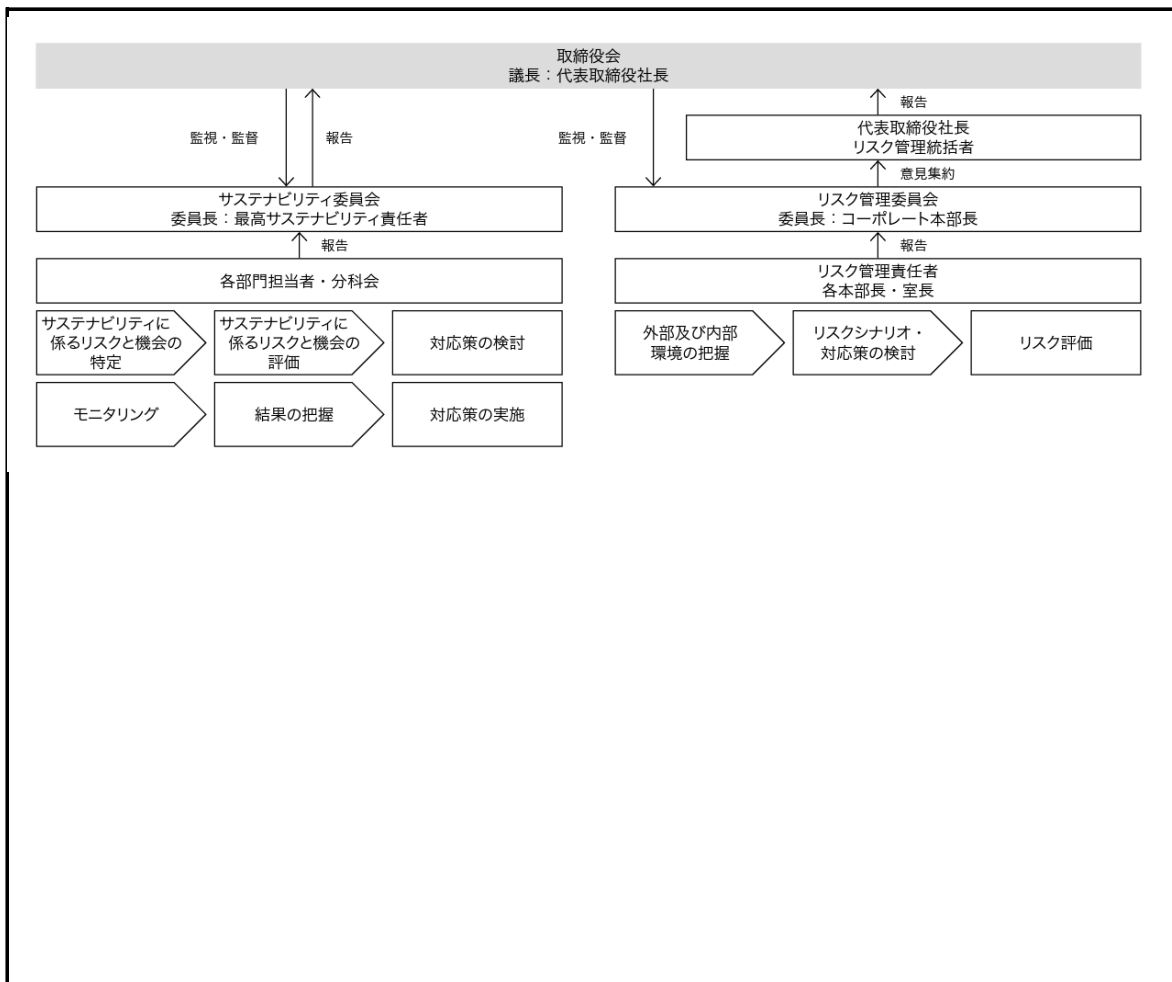 取締役会
議長：代表取締役社長
監視・監督
報告
監視・監督
報告
代表取締役社長
リスク管理統括者
意見集約
サステナビリティ委員会
委員長：最高サステナビリティ責任者
リスク管理委員会
委員長：コーポレート本部長
報告
報告
各部門担当者・分科会
リスク管理責任者
各本部長・室長
サステナビリティに
係るリスクと機会の
特定
サステナビリティに
係るリスクと機会の
評価
対応策の検討
外部及び内部
環境の把握
リスクシナリオ・
対応策の検討
リスク評価
モニタリング
結果の把握
対応策の実施